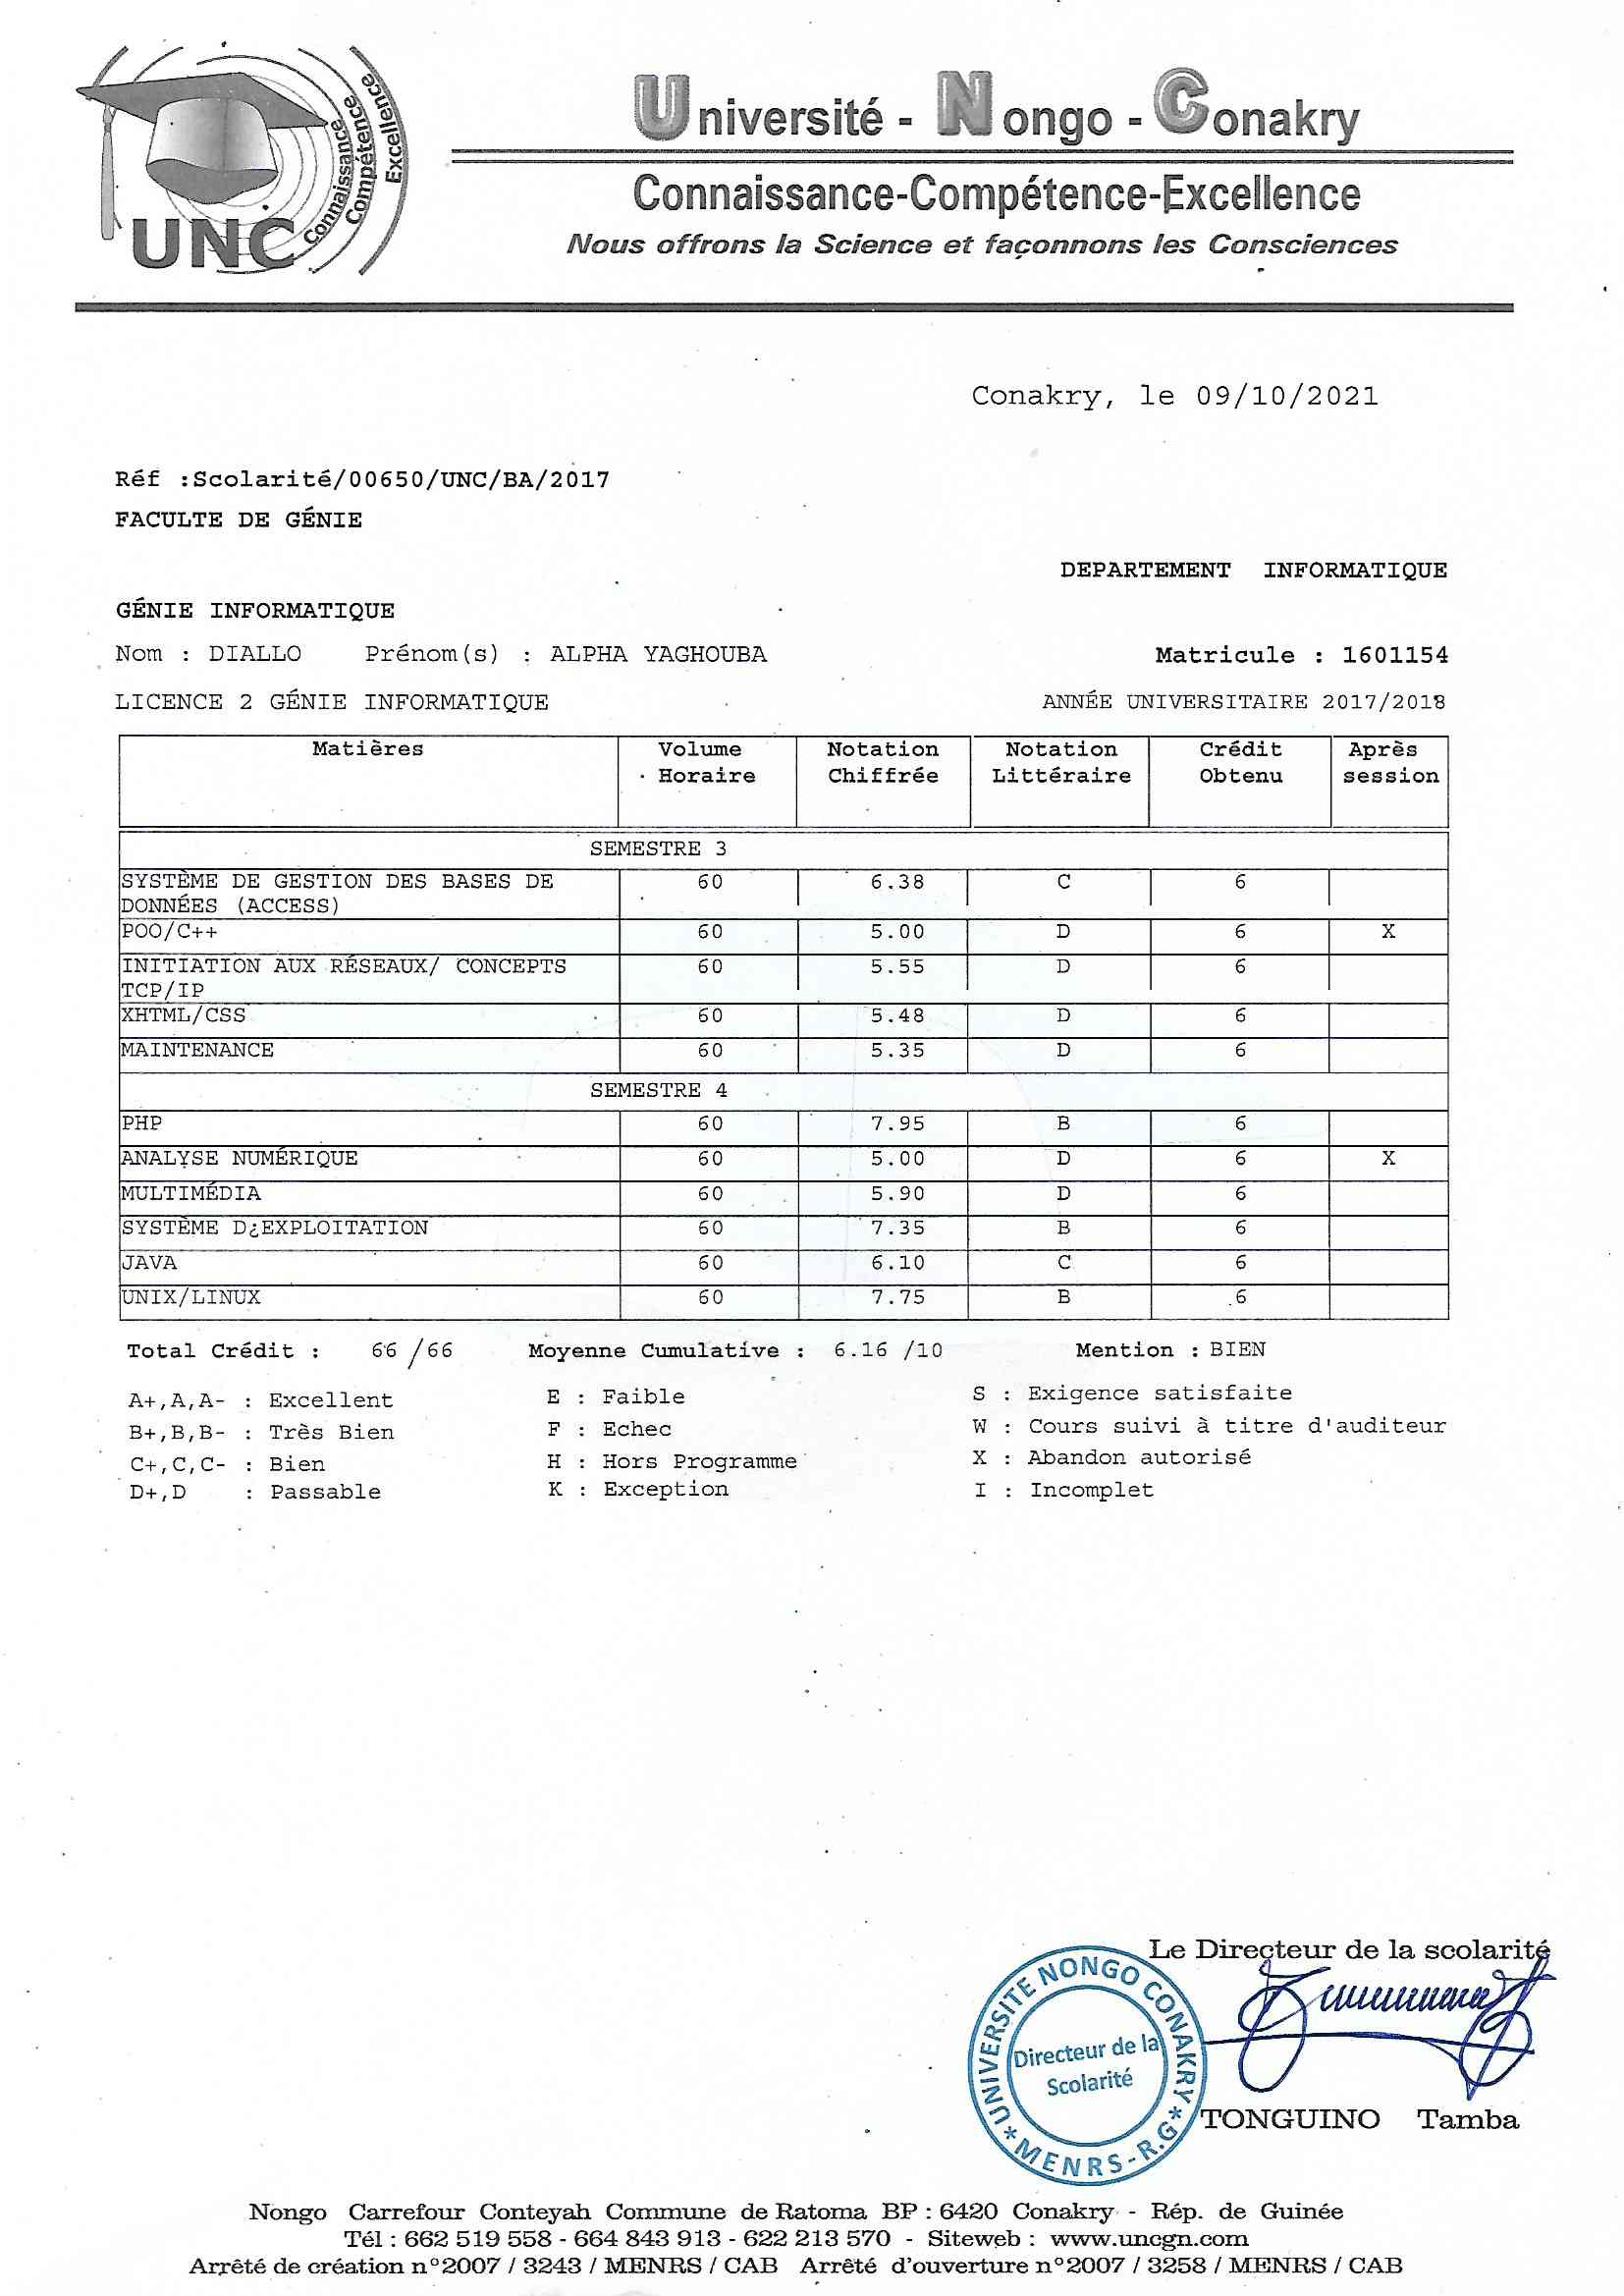 UNC
Connaissance
Compétence
Excellence
Université - Nongo - Conakry
Connaissance-Compétence-Excellence
Nous offrons la Science et façonnons les Consciences
Conakry, le 09/10/2021
Réf :Scolarité/00650/UNC/BA/2017
FACULTE DE GÉNIE
DEPARTEMENT INFORMATIQUE
GÉNIE INFORMATIQUE
Nom : DIALLO Prénom(s) : ALPHA YAGHOUBA Matricule : 1601154
LICENCE 2 GÉNIE INFORMATIQUE ANNÉE UNIVERSITAIRE 2017/2018
Matières Volume Notation Notation Crédit Après
Horaire Chiffrée Littéraire Obtenu session
SEMESTRE 3
SYSTÈME DE GESTION DES BASES DE 60 6.38 C 6
DONNÉES (ACCESS)
POO/C++ 60 5.00 D 6 X
INITIATION AUX RÉSEAUX/ CONCEPTS 60 5.55 D 6
TCP/IP
XHTML/CSS 60 5.48 D 6
MAINTENANCE 60 5.35 D 6
SEMESTRE 4
PHP 60 7.95 B 6
ANALYSE NUMÉRIQUE 60 5.00 D 6 X
MULTIMÉDIA 60 5.90 D 6
SYSTÈME D¿EXPLOITATION 60 7.35 B 6
JAVA 60 6.10 C 6
UNIX/LINUX 60 7.75 B 6
Total Crédit : 66 /66 Moyenne Cumulative : 6.16 /10 Mention : BIEN
A+,A,A- : Excellent E : Faible S : Exigence satisfaite
B+,B,B- : Très Bien F : Echec W : Cours suivi à titre d'auditeur
C+,C,C- : Bien H : Hors Programme X : Abandon autorisé
D+,D : Passable K : Exception I : Incomplet
Le Directeur de la scolarité
UNIVERSITE NONGO CONAKRY
Directeur de la
Scolarité
*MENRS-R.G*
TONGUINO Tamba
Nongo Carrefour Conteyah Commune de Ratoma BP : 6420 Conakry - Rép. de Guinée
Tél : 662 519 558 - 664 843 913 - 622 213 570 - Siteweb : www.uncgn.com
Arrêté de création n°2007 / 3243 / MENRS / CAB Arrêté d'ouverture n°2007 / 3258 / MENRS / CAB